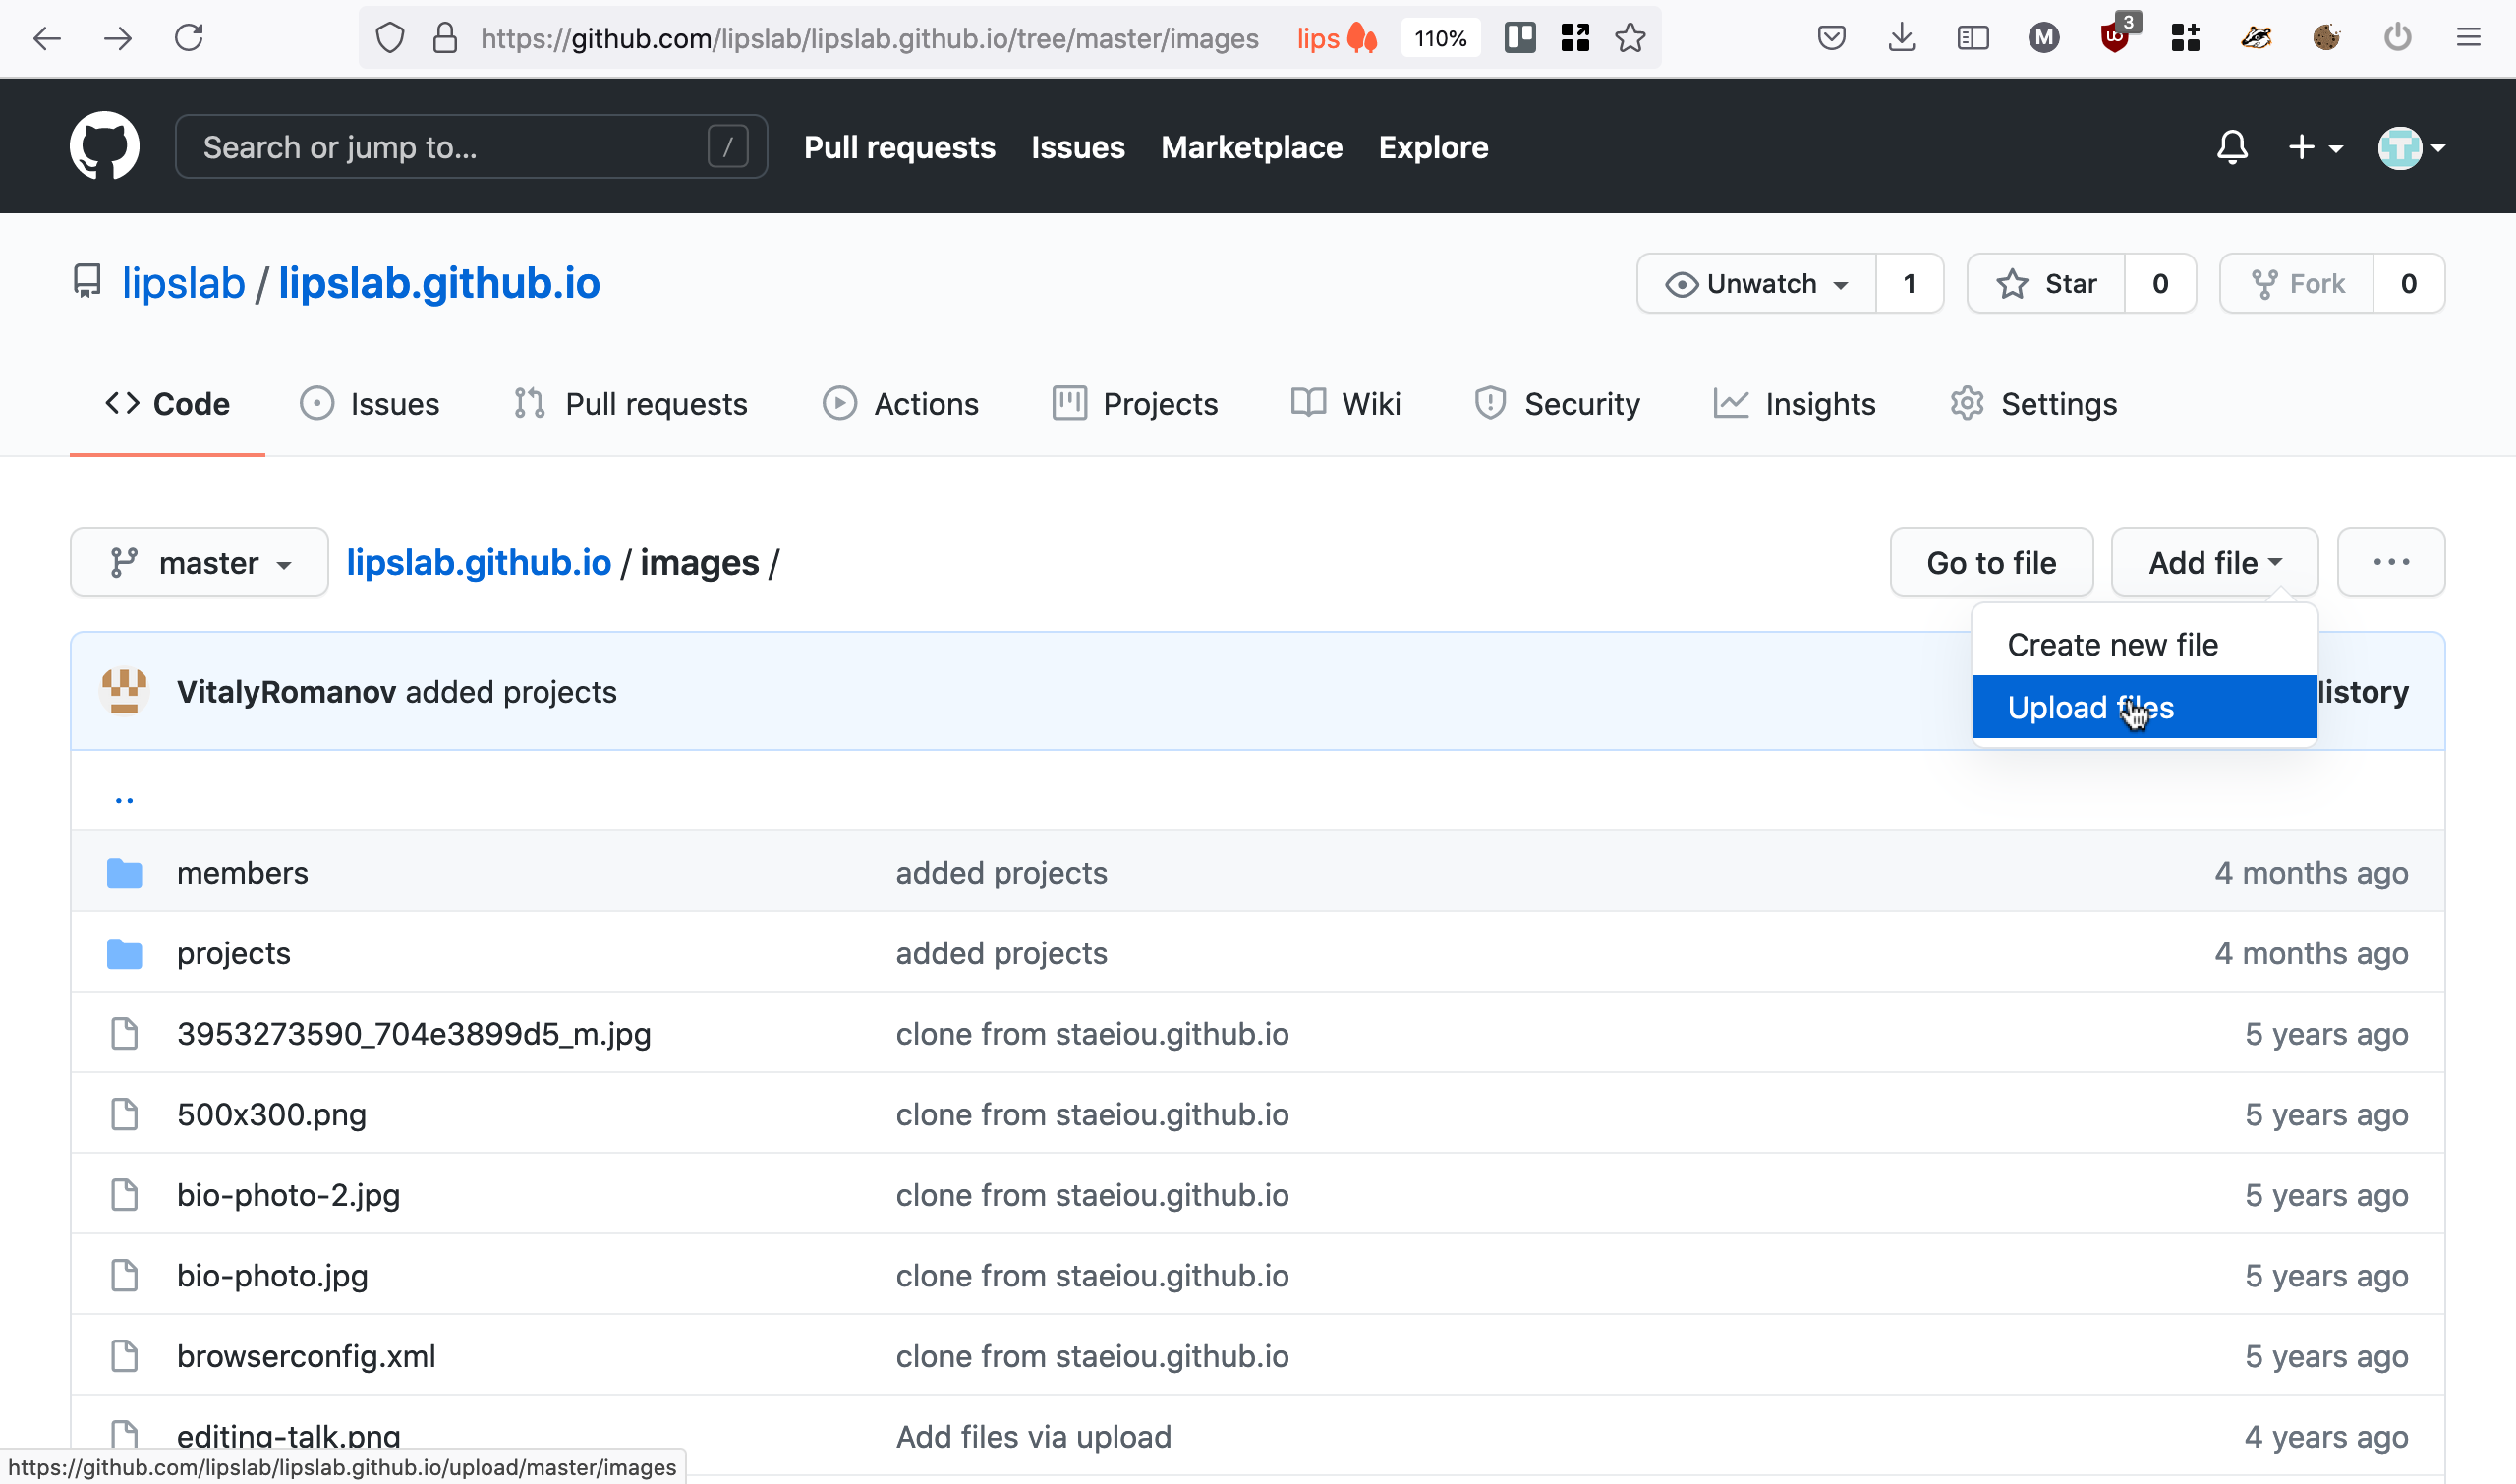 https://github.com/lipslab/lipslab.github.io/tree/master/images lips 110% M uo 3
Search or jump to... / Pull requests Issues Marketplace Explore
lipslab / lipslab.github.io Unwatch 1 Star 0 Fork 0
Code Issues Pull requests Actions Projects Wiki Security Insights Settings
master lipslab.github.io / images / Go to file Add file ...
Create new file
VitalyRomanov added projects Upload files listory
..
members added projects 4 months ago
projects added projects 4 months ago
3953273590_704e3899d5_m.jpg clone from staeiou.github.io 5 years ago
500x300.png clone from staeiou.github.io 5 years ago
bio-photo-2.jpg clone from staeiou.github.io 5 years ago
bio-photo.jpg clone from staeiou.github.io 5 years ago
browserconfig.xml clone from staeiou.github.io 5 years ago
editing-talk.png Add files via upload 4 years ago
https://github.com/lipslab/lipslab.github.io/upload/master/images